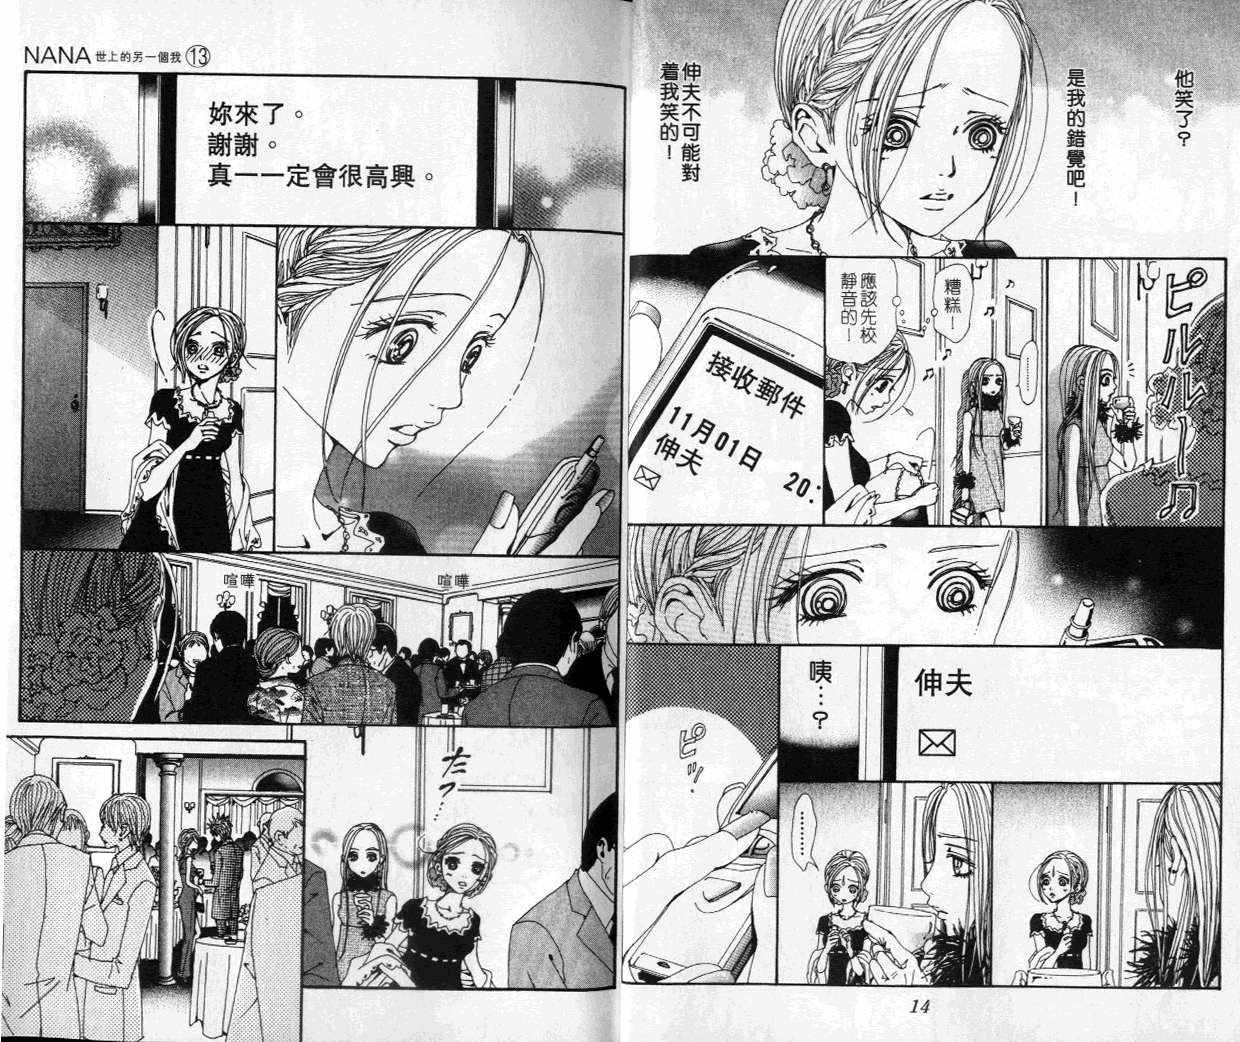 他笑了？
是我的錯覺吧！
伸夫不可能對
着我笑的！
ピルルルー♫
………
糟糕！
應該先校
靜音的！
接收郵件
11月01日 20:
伸夫
伸夫
咦…？
ピッ
………
14
NANA 世上的另一個我 13
妳來了。
謝謝。
真一一定會很高興。
喧嘩
喧嘩
たっ…